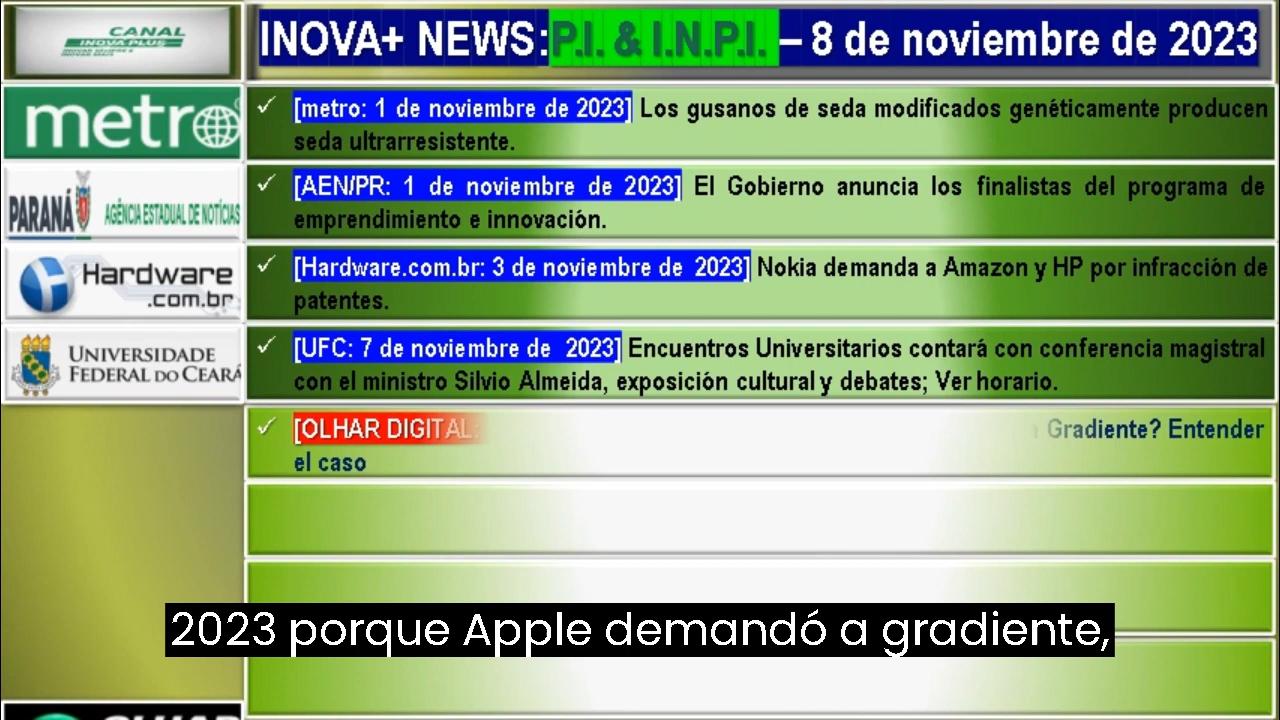 CANAL
INOVA PLUS
INOVA+ NEWS: P.I. & I.N.P.I. – 8 de noviembre de 2023
metro
✓ [metro: 1 de noviembre de 2023] Los gusanos de seda modificados genéticamente producen
seda ultrarresistente.
PARANÁ
AGÊNCIA ESTADUAL DE NOTÍCIAS
✓ [AEN/PR: 1 de noviembre de 2023] El Gobierno anuncia los finalistas del programa de
emprendimiento e innovación.
Hardware
.com.br
✓ [Hardware.com.br: 3 de noviembre de 2023] Nokia demanda a Amazon y HP por infracción de
patentes.
UNIVERSIDADE
FEDERAL DO CEARÁ
✓ [UFC: 7 de noviembre de 2023] Encuentros Universitarios contará con conferencia magistral
con el ministro Silvio Almeida, exposición cultural y debates; Ver horario.
✓ [OLHAR DIGITAL: Gradiente? Entender
el caso
2023 porque Apple demandó a gradiente,